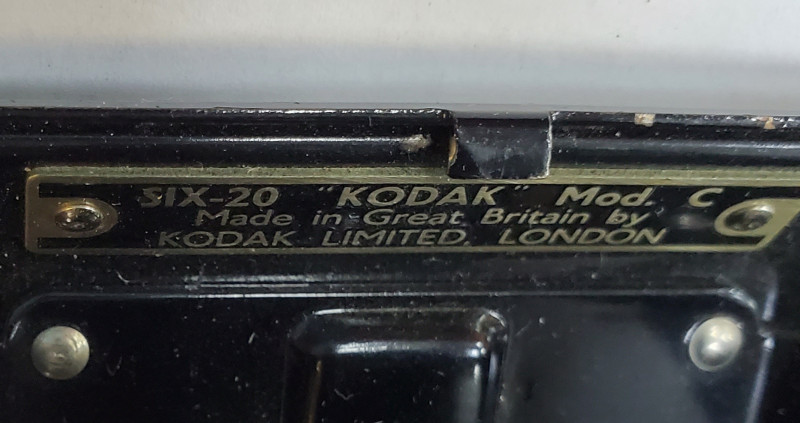 SIX-20 "KODAK" Mod. C
Made in Great Britain by
KODAK LIMITED, LONDON